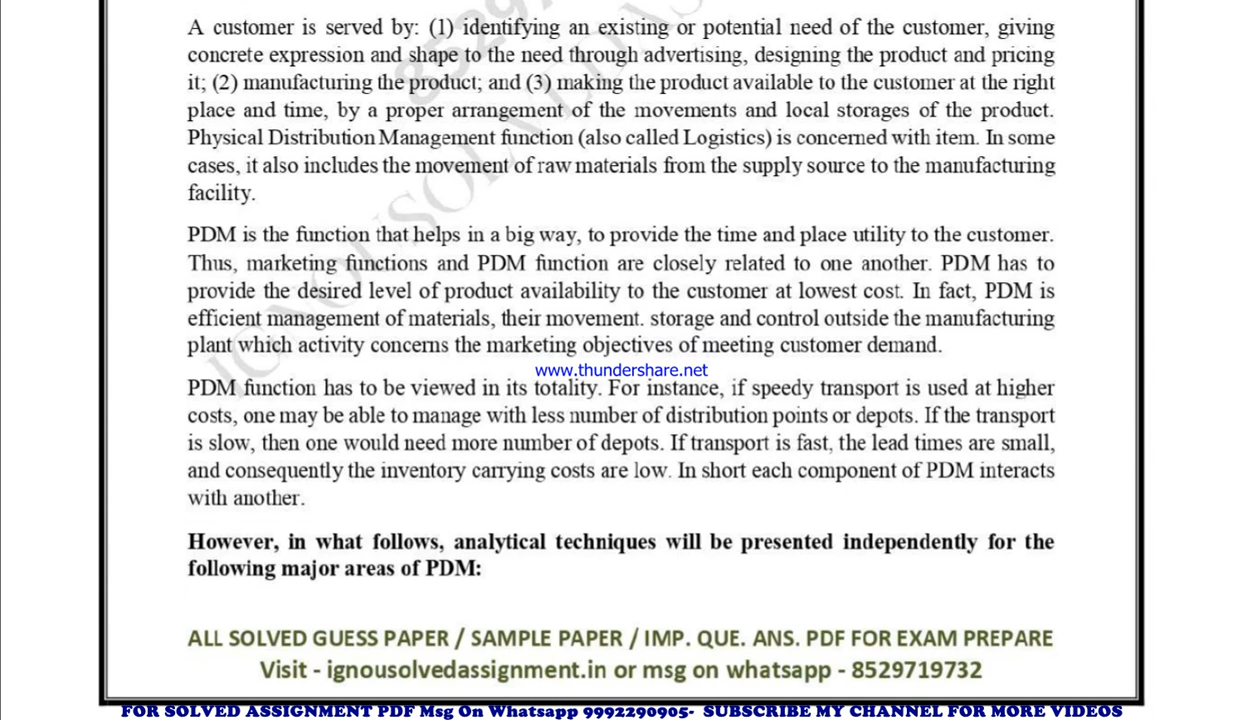 A customer is served by: (1) identifying an existing or potential need of the customer, giving
concrete expression and shape to the need through advertising, designing the product and pricing
it; (2) manufacturing the product; and (3) making the product available to the customer at the right
place and time, by a proper arrangement of the movements and local storages of the product.
Physical Distribution Management function (also called Logistics) is concerned with item. In some
cases, it also includes the movement of raw materials from the supply source to the manufacturing
facility.
PDM is the function that helps in a big way, to provide the time and place utility to the customer.
Thus, marketing functions and PDM function are closely related to one another. PDM has to
provide the desired level of product availability to the customer at lowest cost. In fact, PDM is
efficient management of materials, their movement. storage and control outside the manufacturing
plant which activity concerns the marketing objectives of meeting customer demand.
www.thundershare.net
PDM function has to be viewed in its totality. For instance, if speedy transport is used at higher
costs, one may be able to manage with less number of distribution points or depots. If the transport
is slow, then one would need more number of depots. If transport is fast, the lead times are small,
and consequently the inventory carrying costs are low. In short each component of PDM interacts
with another.
However, in what follows, analytical techniques will be presented independently for the
following major areas of PDM:
ALL SOLVED GUESS PAPER / SAMPLE PAPER / IMP. QUE. ANS. PDF FOR EXAM PREPARE
Visit - ignousolvedassignment.in or msg on whatsapp - 8529719732
FOR SOLVED ASSIGNMENT PDF Msg On Whatsapp 9992290905- SUBSCRIBE MY CHANNEL FOR MORE VIDEOS